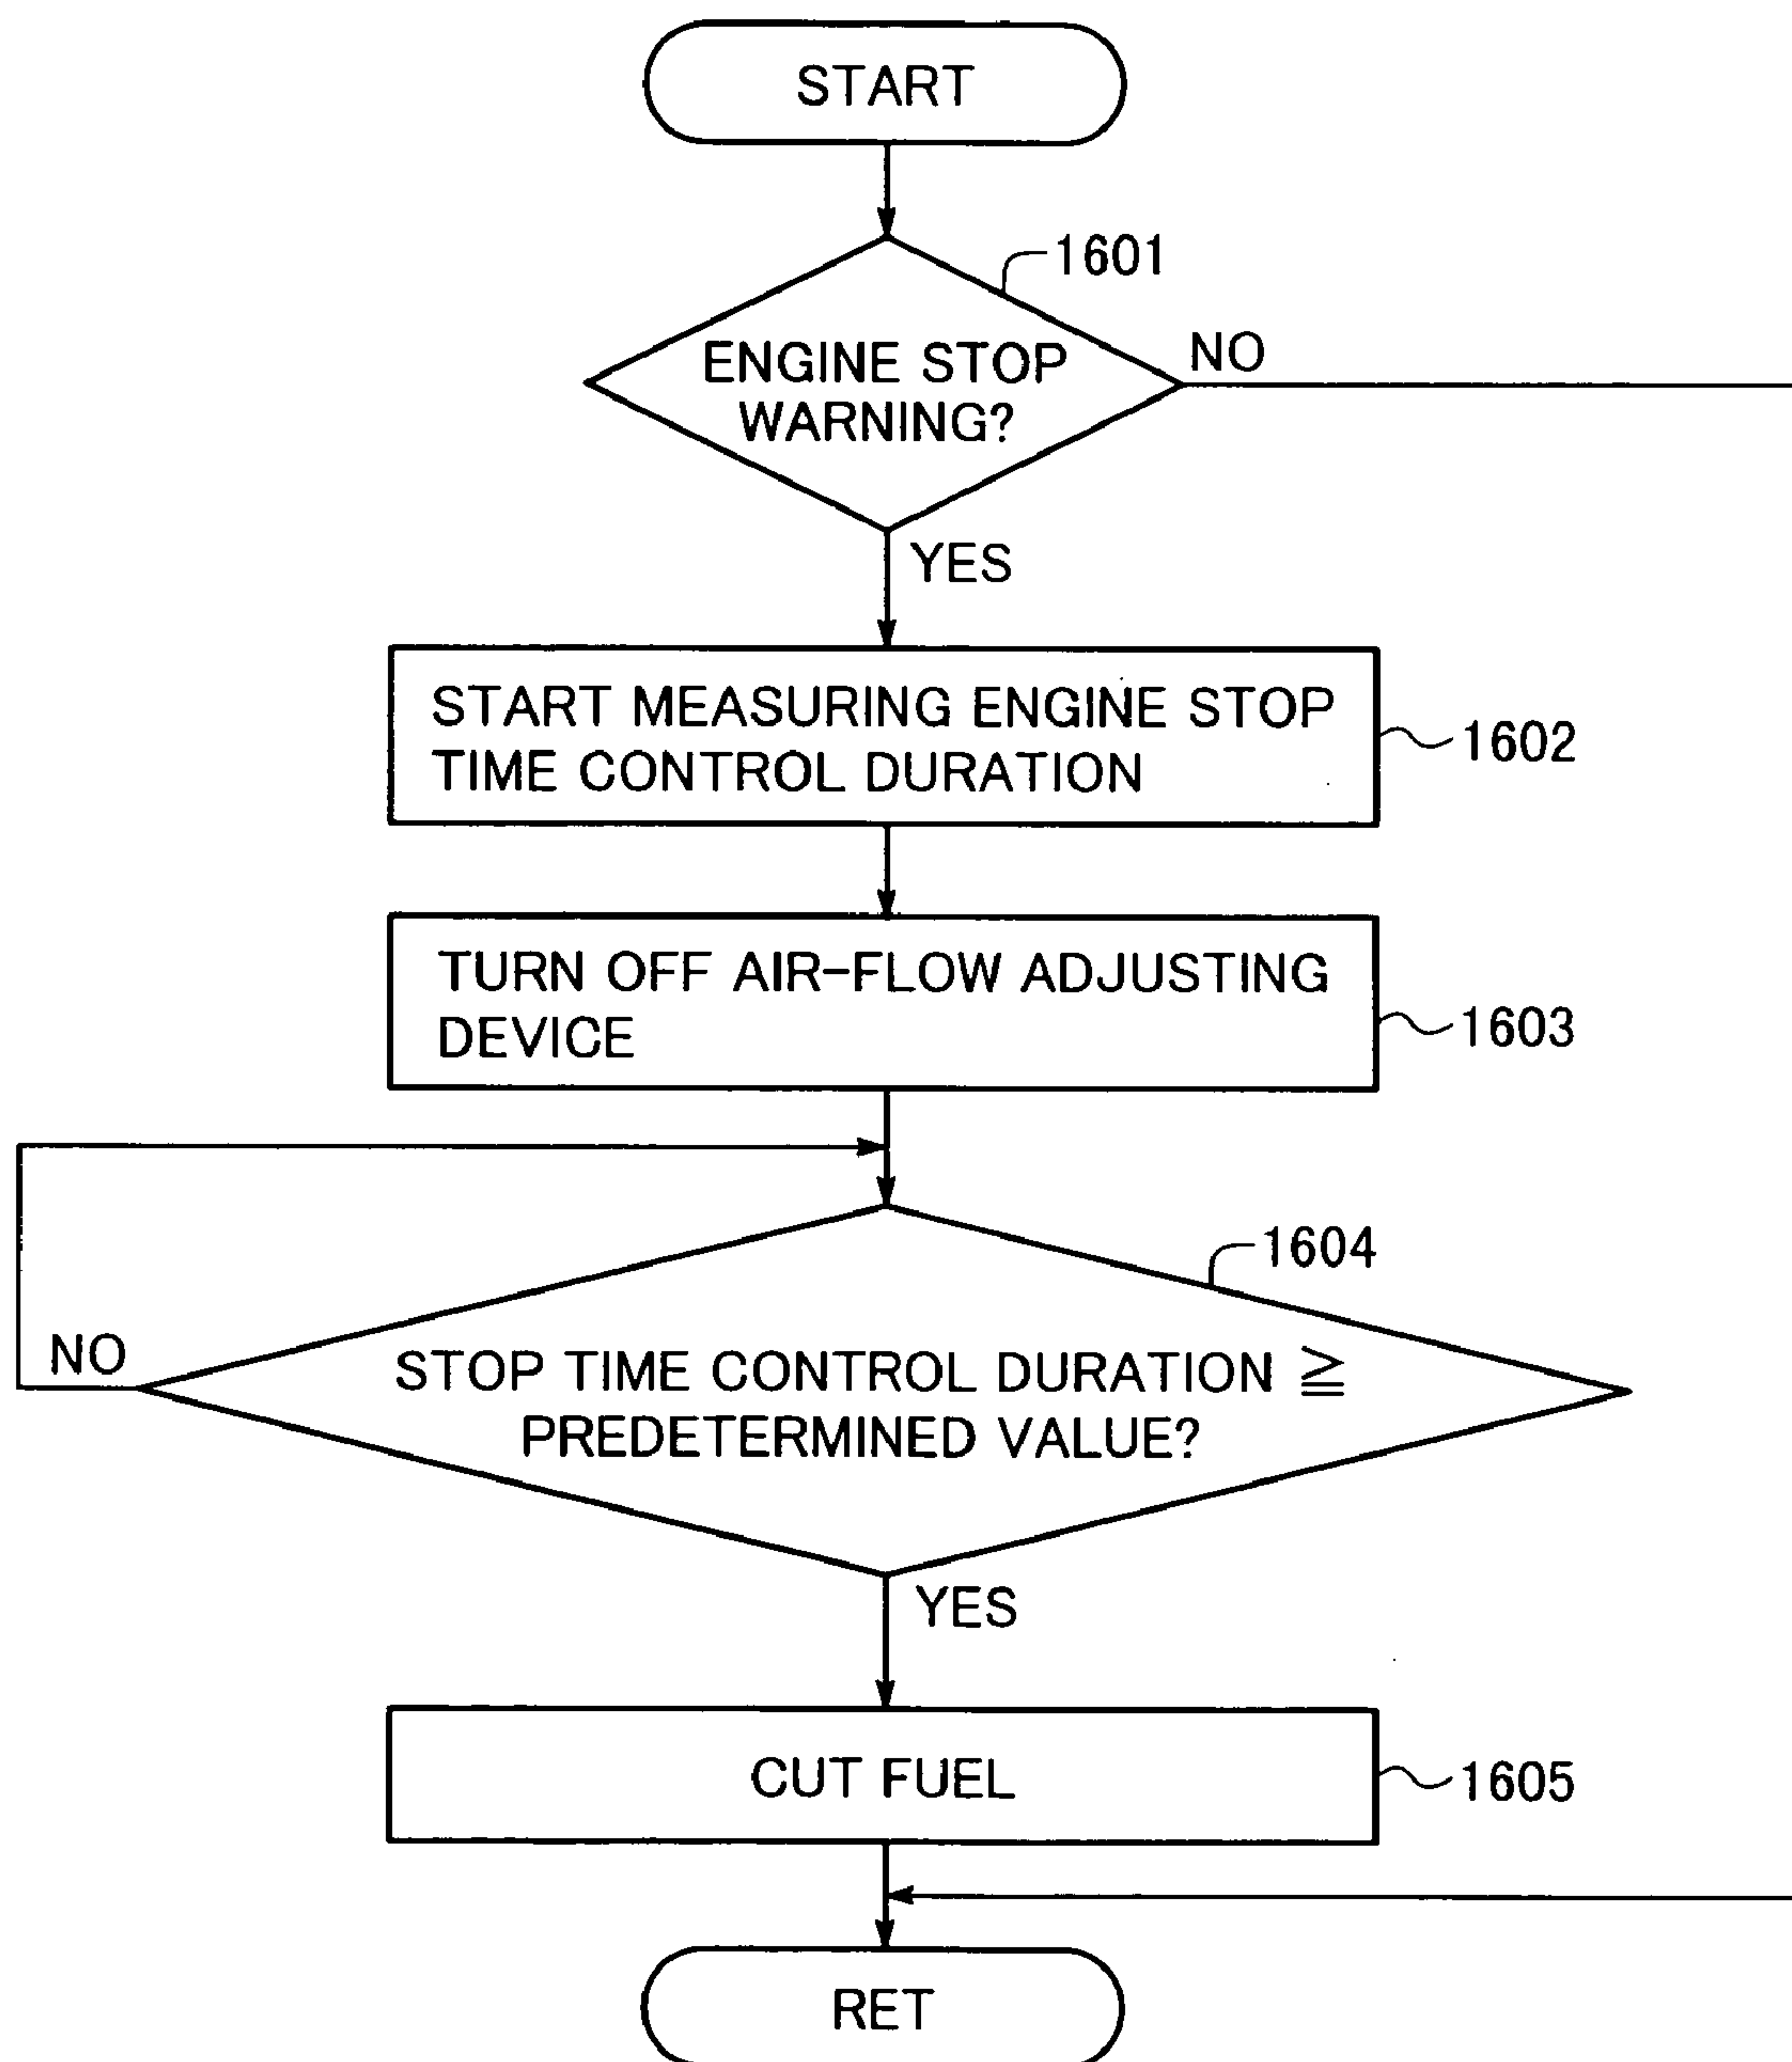 START
1601
ENGINE STOP
WARNING?
NO
YES
START MEASURING ENGINE STOP
TIME CONTROL DURATION
1602
TURN OFF AIR-FLOW ADJUSTING
DEVICE
1603
1604
NO
STOP TIME CONTROL DURATION ≧
PREDETERMINED VALUE?
YES
CUT FUEL
1605
RET